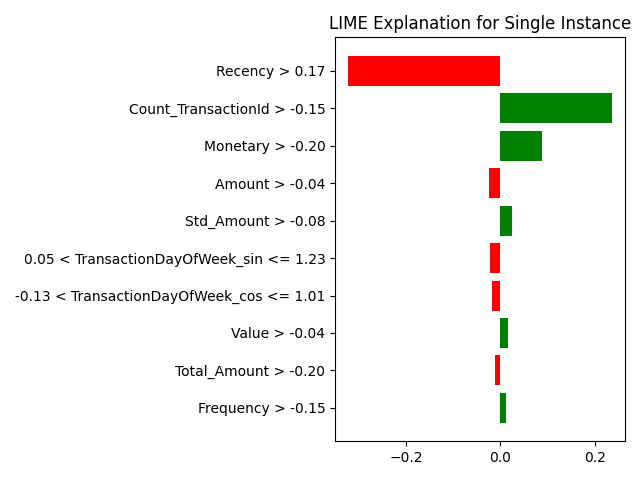 LIME Explanation for Single Instance
Recency > 0.17
Count_TransactionId > -0.15
Monetary > -0.20
Amount > -0.04
Std_Amount > -0.08
0.05 < TransactionDayOfWeek_sin <= 1.23
-0.13 < TransactionDayOfWeek_cos <= 1.01
Value > -0.04
Total_Amount > -0.20
Frequency > -0.15
−0.2 0.0 0.2